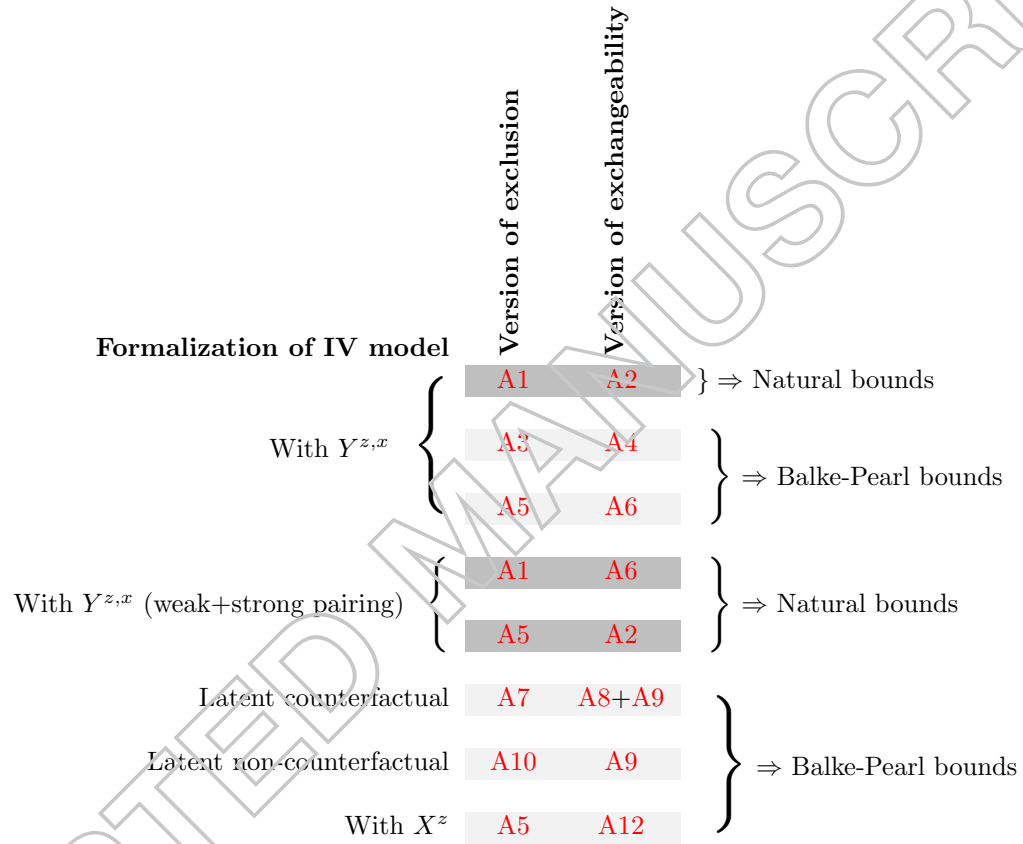 Version of exclusion
Version of exchangeability
Formalization of IV model
A1 A2 } ⇒ Natural bounds
With Y^{z,x}
A3 A4
⇒ Balke-Pearl bounds
A5 A6
A1 A6
With Y^{z,x} (weak+strong pairing) ⇒ Natural bounds
A5 A2
Latent counterfactual A7 A8+A9
Latent non-counterfactual A10 A9
⇒ Balke-Pearl bounds
With X^z A5 A12
TED MANUSCR